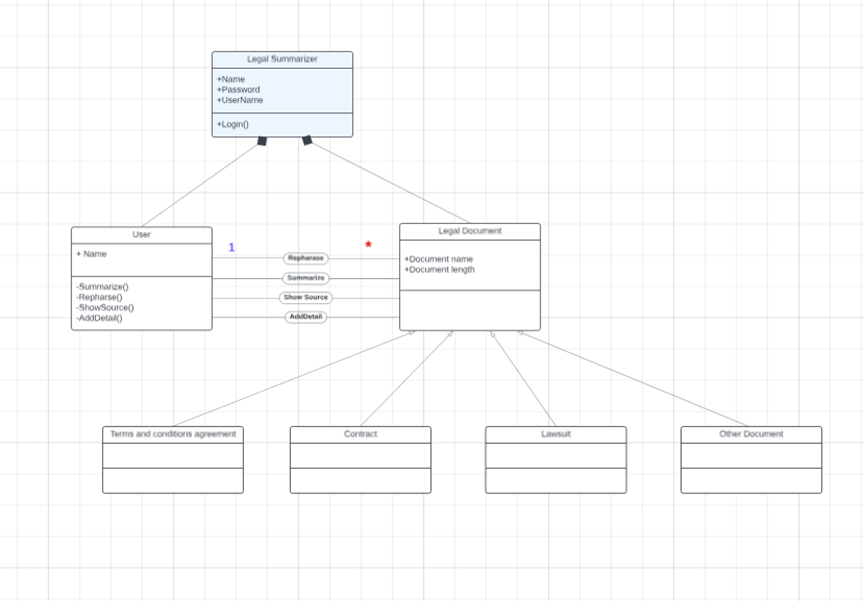 Legal Summarizer
+Name
+Password
+UserName
+Login()
User
+ Name
-Summarize()
-Repharse()
-ShowSource()
-AddDetail()
1
*
Repharase
Summarize
Show Source
AddDetail
Legal Document
+Document name
+Document length
Terms and conditions agreement
Contract
Lawsuit
Other Document